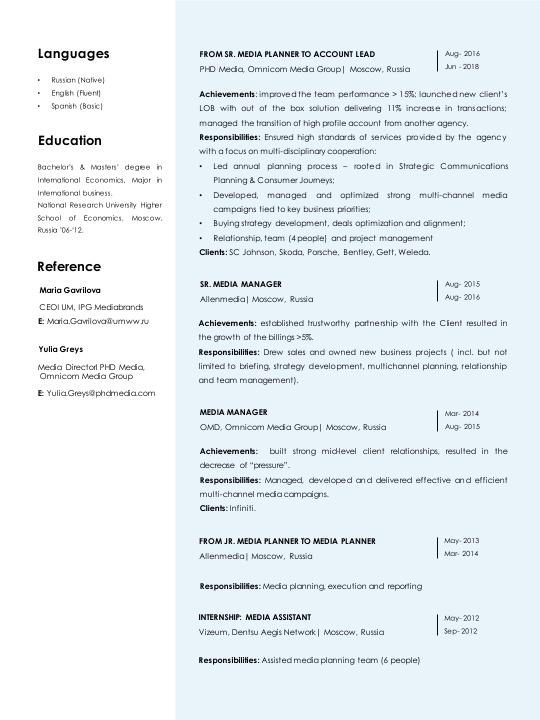 Languages
• Russian (Native)
• English (Fluent)
• Spanish (Basic)
Education
Bachelor's & Masters' degree in
International Economics. Major in
International business.
National Research University Higher
School of Economics. Moscow,
Russia '06-'12.
Reference
Maria Gavrilova
CEO| UM, IPG Mediabrands
E: Maria.Gavrilova@umww.ru
Yulia Greys
Media Director| PHD Media,
Omnicom Media Group
E: Yulia.Greys@phdmedia.com
FROM SR. MEDIA PLANNER TO ACCOUNT LEAD
PHD Media, Omnicom Media Group| Moscow, Russia
Aug- 2016
Jun - 2018
Achievements: improved the team performance > 15%; launched new client's
LOB with out of the box solution delivering 11% increase in transactions;
managed the transition of high profile account from another agency.
Responsibilities: Ensured high standards of services provided by the agency
with a focus on multi-disciplinary cooperation:
• Led annual planning process – rooted in Strategic Communications
Planning & Consumer Journeys;
• Developed, managed and optimized strong multi-channel media
campaigns tied to key business priorities;
• Buying strategy development, deals optimization and alignment;
• Relationship, team (4 people) and project management
Clients: SC Johnson, Skoda, Porsche, Bentley, Gett, Weleda.
SR. MEDIA MANAGER
Allenmedia| Moscow, Russia
Aug- 2015
Aug- 2016
Achievements: established trustworthy partnership with the Client resulted in
the growth of the billings >5%.
Responsibilities: Drew sales and owned new business projects ( incl. but not
limited to briefing, strategy development, multichannel planning, relationship
and team management).
MEDIA MANAGER
OMD, Omnicom Media Group| Moscow, Russia
Mar- 2014
Aug- 2015
Achievements: built strong mid-level client relationships, resulted in the
decrease of "pressure".
Responsibilities: Managed, developed and delivered effective and efficient
multi-channel media campaigns.
Clients: Infiniti.
FROM JR. MEDIA PLANNER TO MEDIA PLANNER
Allenmedia| Moscow, Russia
May- 2013
Mar- 2014
Responsibilities: Media planning, execution and reporting
INTERNSHIP: MEDIA ASSISTANT
Vizeum, Dentsu Aegis Network| Moscow, Russia
May- 2012
Sep- 2012
Responsibilities: Assisted media planning team (6 people)